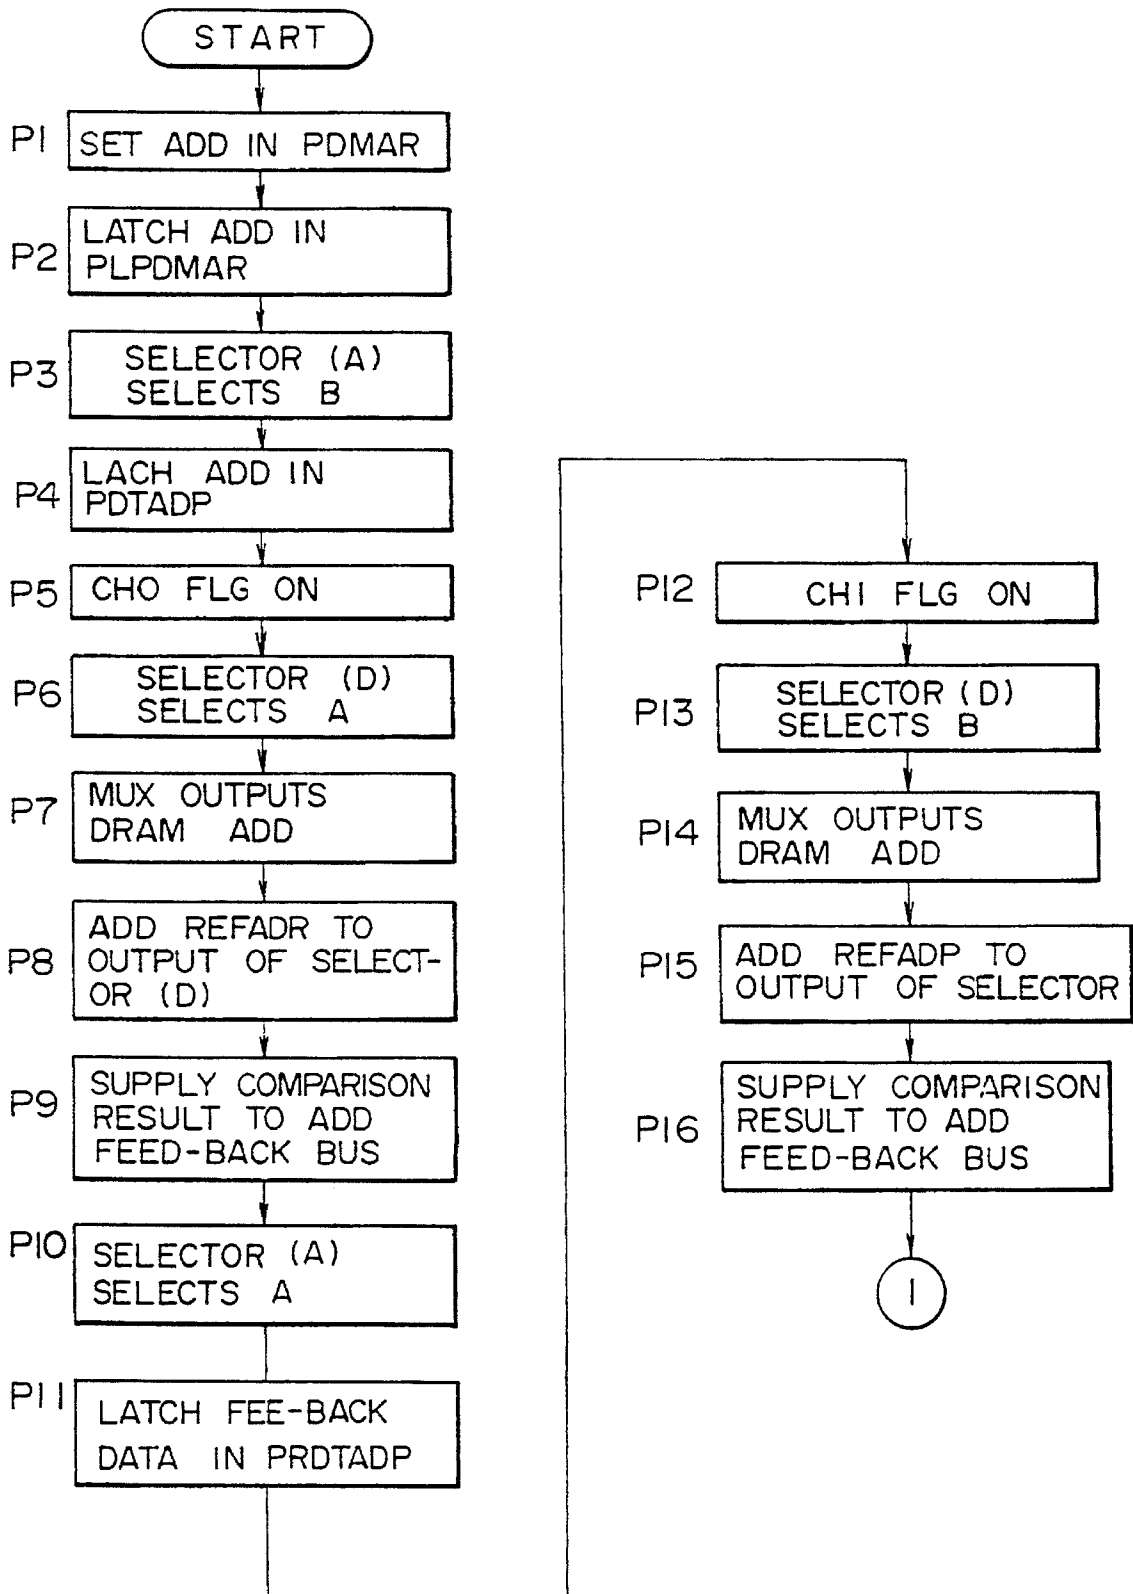 START
P1
SET ADD IN PDMAR
P2
LATCH ADD IN
PLPDMAR
P3
SELECTOR (A)
SELECTS B
P4
LACH ADD IN
PDTADP
P5
CHO FLG ON
P6
SELECTOR (D)
SELECTS A
P7
MUX OUTPUTS
DRAM ADD
P8
ADD REFADR TO
OUTPUT OF SELECT-
OR (D)
P9
SUPPLY COMPARISON
RESULT TO ADD
FEED-BACK BUS
P10
SELECTOR (A)
SELECTS A
P11
LATCH FEE-BACK
DATA IN PRDTADP
P12
CH1 FLG ON
P13
SELECTOR (D)
SELECTS B
P14
MUX OUTPUTS
DRAM ADD
P15
ADD REFADP TO
OUTPUT OF SELECTOR
P16
SUPPLY COMPARISON
RESULT TO ADD
FEED-BACK BUS
1